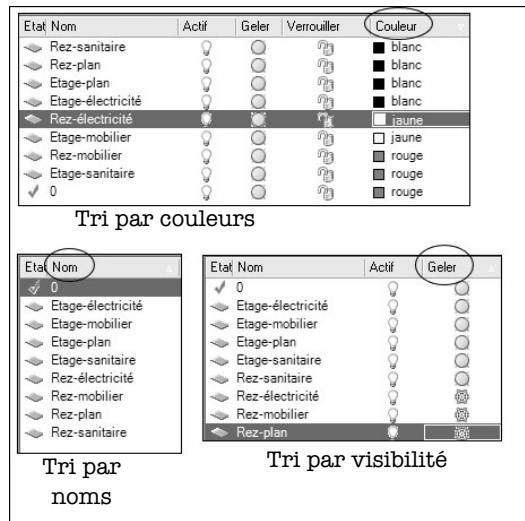 Etat Nom Actif Geler Verrouiller Couleur
Rez-sanitaire blanc
Rez-plan blanc
Etage-plan blanc
Etage-électricité blanc
Rez-électricité jaune
Etage-mobilier jaune
Rez-mobilier rouge
Etage-sanitaire rouge
0 rouge
Tri par couleurs
Etat Nom
0
Etage-électricité
Etage-mobilier
Etage-plan
Etage-sanitaire
Rez-électricité
Rez-mobilier
Rez-plan
Rez-sanitaire
Tri par
noms
Etat Nom Actif Geler
0
Etage-électricité
Etage-mobilier
Etage-plan
Etage-sanitaire
Rez-sanitaire
Rez-électricité
Rez-mobilier
Rez-plan
Tri par visibilité